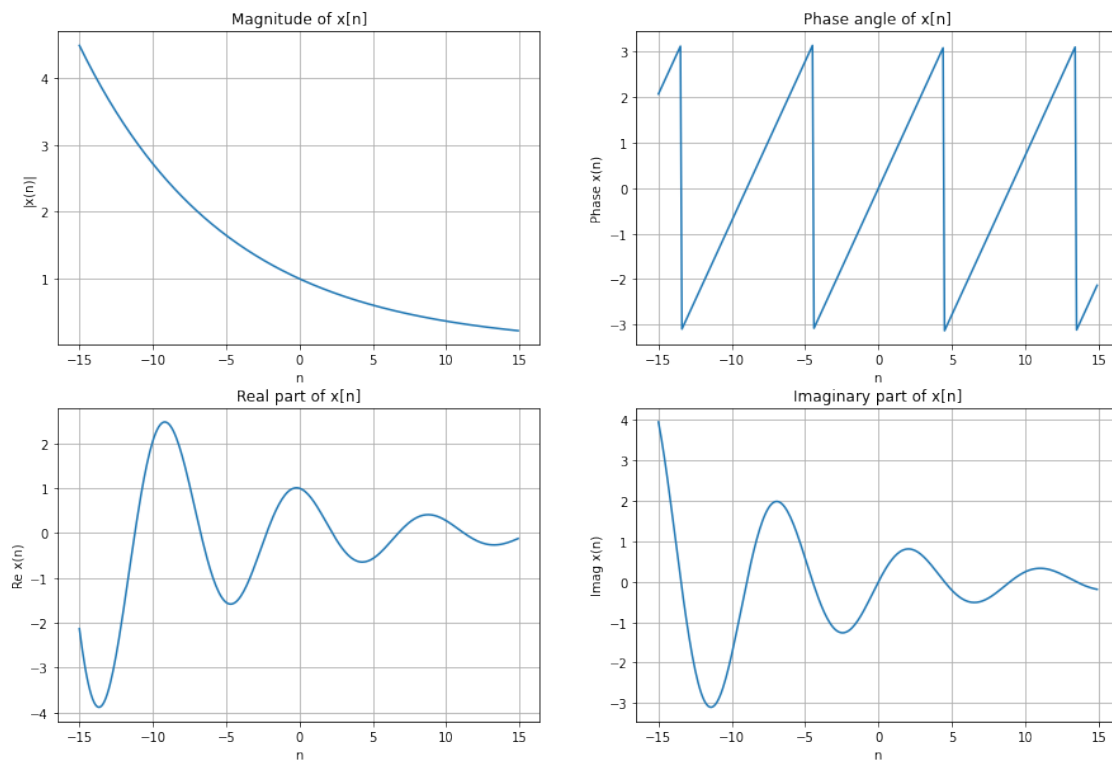 Magnitude of x[n]
4
3
2
1
|x(n)|
−15 −10 −5 0 5 10 15
n
Phase angle of x[n]
3
2
1
0
−1
−2
−3
Phase x(n)
−15 −10 −5 0 5 10 15
n
Real part of x[n]
2
1
0
−1
−2
−3
−4
Re x(n)
−15 −10 −5 0 5 10 15
n
Imaginary part of x[n]
4
3
2
1
0
−1
−2
−3
Imag x(n)
−15 −10 −5 0 5 10 15
n